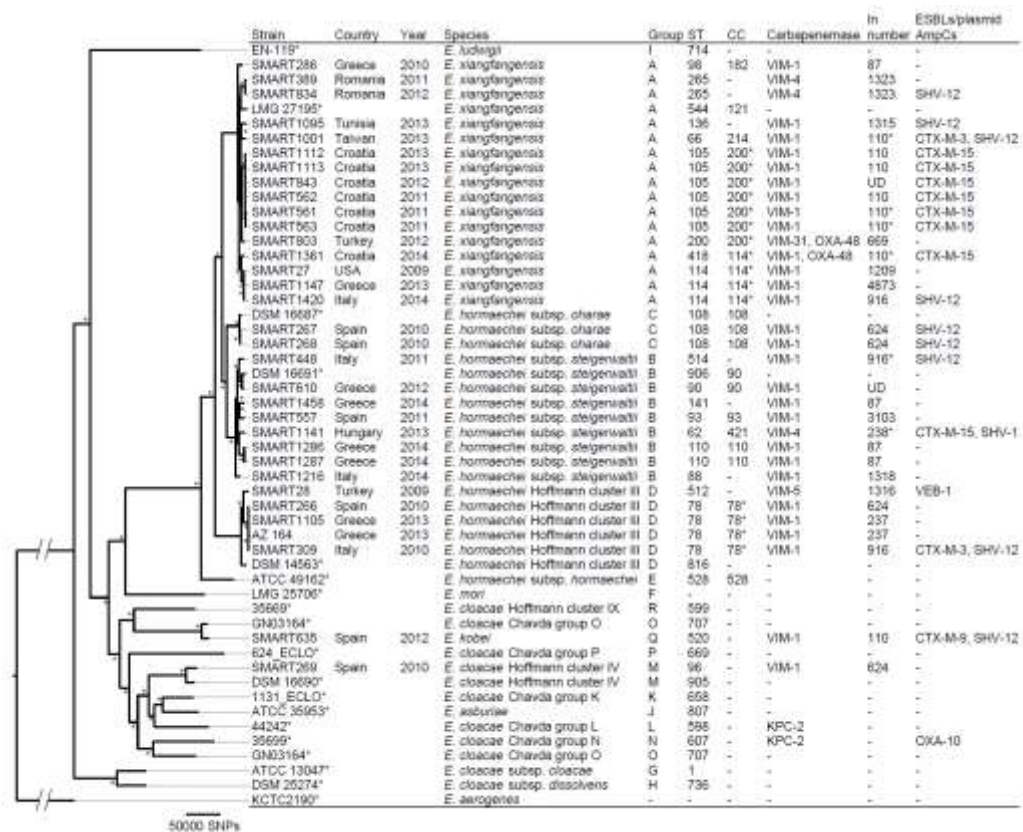 In ESBLs/plasmid
Strain Country Year Species Group ST CC Carbapenemase number AmpCs
EN-119* E. ludwigii I 714 - - - -
SMART286 Greece 2010 E. xiangfangensis A 98 182 VIM-1 87 -
SMART389 Romania 2011 E. xiangfangensis A 265 - VIM-4 1323 -
SMART834 Romania 2012 E. xiangfangensis A 265 - VIM-4 1323 SHV-12
LMG 27195* E. xiangfangensis A 544 121 - - -
SMART1095 Tunisia 2013 E. xiangfangensis A 136 - VIM-1 1315 SHV-12
SMART1001 Taiwan 2013 E. xiangfangensis A 66 214 VIM-1 110* CTX-M-3, SHV-12
SMART1112 Croatia 2013 E. xiangfangensis A 105 200* VIM-1 110 CTX-M-15
SMART1113 Croatia 2013 E. xiangfangensis A 105 200* VIM-1 110 CTX-M-15
SMART843 Croatia 2012 E. xiangfangensis A 105 200* VIM-1 UD CTX-M-15
SMART562 Croatia 2011 E. xiangfangensis A 105 200* VIM-1 110 CTX-M-15
SMART561 Croatia 2011 E. xiangfangensis A 105 200* VIM-1 110* CTX-M-15
SMART563 Croatia 2011 E. xiangfangensis A 105 200* VIM-1 110* CTX-M-15
SMART903 Turkey 2012 E. xiangfangensis A 200 200* VIM-31, OXA-48 669 -
SMART1361 Croatia 2014 E. xiangfangensis A 418 114* VIM-1, OXA-48 110* CTX-M-15
SMART27 USA 2009 E. xiangfangensis A 114 114* VIM-1 1209 -
SMART1147 Greece 2013 E. xiangfangensis A 114 114* VIM-1 4873 -
SMART1420 Italy 2014 E. xiangfangensis A 114 114* VIM-1 916 SHV-12
DSM 16687* E. hormaechei subsp. oharae C 108 108 - - -
SMART267 Spain 2010 E. hormaechei subsp. oharae C 108 108 VIM-1 624 SHV-12
SMART268 Spain 2010 E. hormaechei subsp. oharae C 108 108 VIM-1 624 SHV-12
SMART448 Italy 2011 E. hormaechei subsp. steigerwaltii B 514 - VIM-1 916* SHV-12
DSM 16691* E. hormaechei subsp. steigerwaltii B 906 90 - - -
SMART610 Greece 2012 E. hormaechei subsp. steigerwaltii B 90 90 VIM-1 UD -
SMART1456 Greece 2014 E. hormaechei subsp. steigerwaltii B 141 - VIM-1 87 -
SMART557 Spain 2011 E. hormaechei subsp. steigerwaltii B 93 93 VIM-1 3103 -
SMART1141 Hungary 2013 E. hormaechei subsp. steigerwaltii B 62 421 VIM-4 238* CTX-M-15, SHV-1
SMART1286 Greece 2014 E. hormaechei subsp. steigerwaltii B 110 110 VIM-1 87 -
SMART1287 Greece 2014 E. hormaechei subsp. steigerwaltii B 110 110 VIM-1 87 -
SMART1216 Italy 2014 E. hormaechei subsp. steigerwaltii B 88 - VIM-1 1318 -
SMART28 Turkey 2009 E. hormaechei Hoffmann cluster III D 512 - VIM-5 1316 VEB-1
SMART266 Spain 2010 E. hormaechei Hoffmann cluster III D 78 78* VIM-1 624 -
SMART1105 Greece 2013 E. hormaechei Hoffmann cluster III D 78 78* VIM-1 237 -
AZ 164 Greece 2013 E. hormaechei Hoffmann cluster III D 78 78* VIM-1 237 -
SMART309 Italy 2010 E. hormaechei Hoffmann cluster III D 78 78* VIM-1 916 CTX-M-3, SHV-12
DSM 14563* E. hormaechei Hoffmann cluster III D 816 - - - -
ATCC 49162* E. hormaechei subsp. hormaechei E 528 528 - - -
LMG 25706* E. mori F - - - - -
35669* E. cloacae Hoffmann cluster IX R 599 - - - -
GN03164* E. cloacae Chavda group O O 707 - - - -
SMART635 Spain 2012 E. kobei Q 520 - VIM-1 110 CTX-M-9, SHV-12
624_ECLO* E. cloacae Chavda group P P 669 - - - -
SMART269 Spain 2010 E. cloacae Hoffmann cluster IV M 96 - VIM-1 624 -
DSM 16690* E. cloacae Hoffmann cluster IV M 905 - - - -
1131_ECLO* E. cloacae Chavda group K K 658 - - - -
ATCC 35953* E. asburiae J 807 - - - -
44242* E. cloacae Chavda group L L 598 - KPC-2 - -
35699* E. cloacae Chavda group N N 607 - KPC-2 - OXA-10
GN03164* E. cloacae Chavda group O O 707 - - - -
ATCC 13047* E. cloacae subsp. cloacae G 1 - - - -
DSM 25274* E. cloacae subsp. dissolvens H 736 - - - -
KCTC2190* E. aerogenes - - - - - -
50000 SNPs